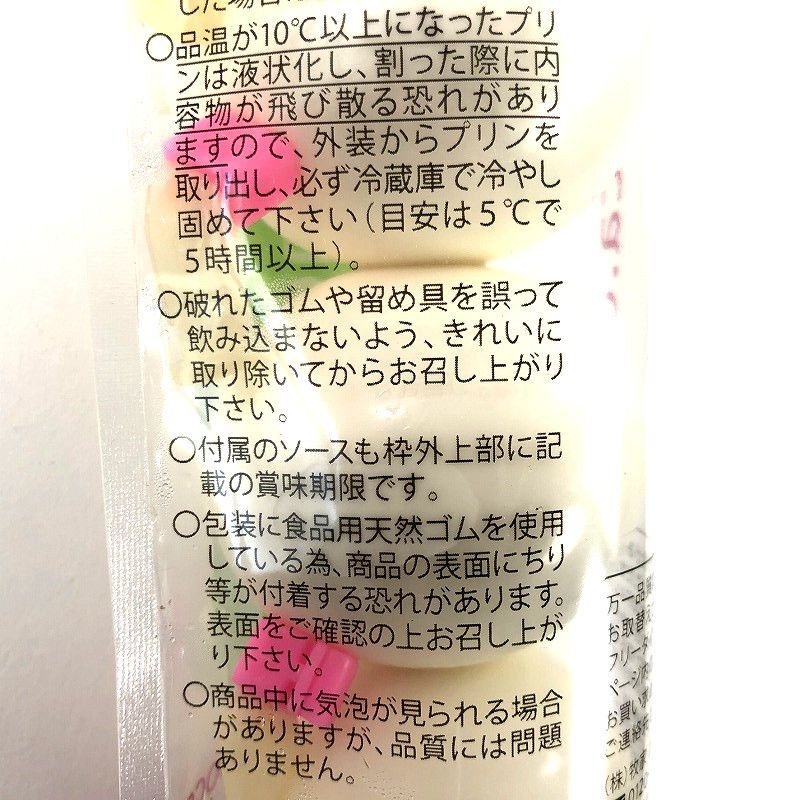 した場合
○品温が10℃以上になったプリ
ンは液状化し、割った際に内
容物が飛び散る恐れがあり
ますので、外装からプリンを
取り出し、必ず冷蔵庫で冷やし
固めて下さい（目安は5℃で
5時間以上）。
○破れたゴムや留め具を誤って
飲み込まないよう、きれいに
取り除いてからお召し上がり
下さい。
○付属のソースも枠外上部に記
載の賞味期限です。
○包装に食品用天然ゴムを使用
している為、商品の表面にちり
等が付着する恐れがあります。
表面をご確認の上お召し上が
り下さい。
○商品中に気泡が見られる場合
がありますが、品質には問題
ありません。
万一品質
お取替え
フリーダ
ページ
お買い
ご連絡
（株）牧家